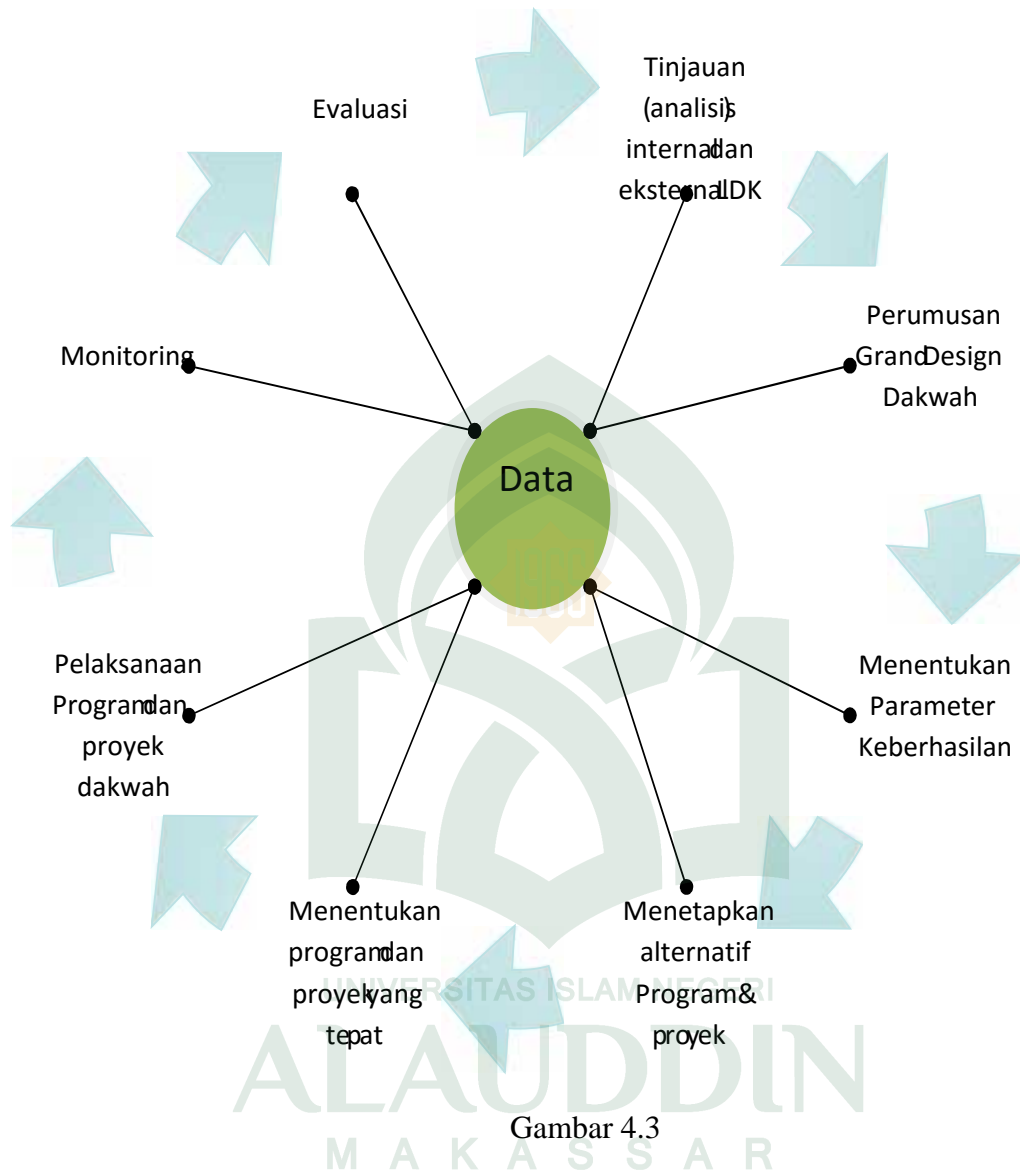 Evaluasi
Tinjauan
(analisis)
internal dan
eksternal LDK
Perumusan
Grand Design
Dakwah
Monitoring
Data
1965
Pelaksanaan
Program dan
proyek
dakwah
Menentukan
Parameter
Keberhasilan
Menentukan
program dan
proyek yang
tepat
Menetapkan
alternatif
Program &
proyek
UNIVERSITAS ISLAM NEGERI
ALAUDDIN
Gambar 4.3
MAKASSAR